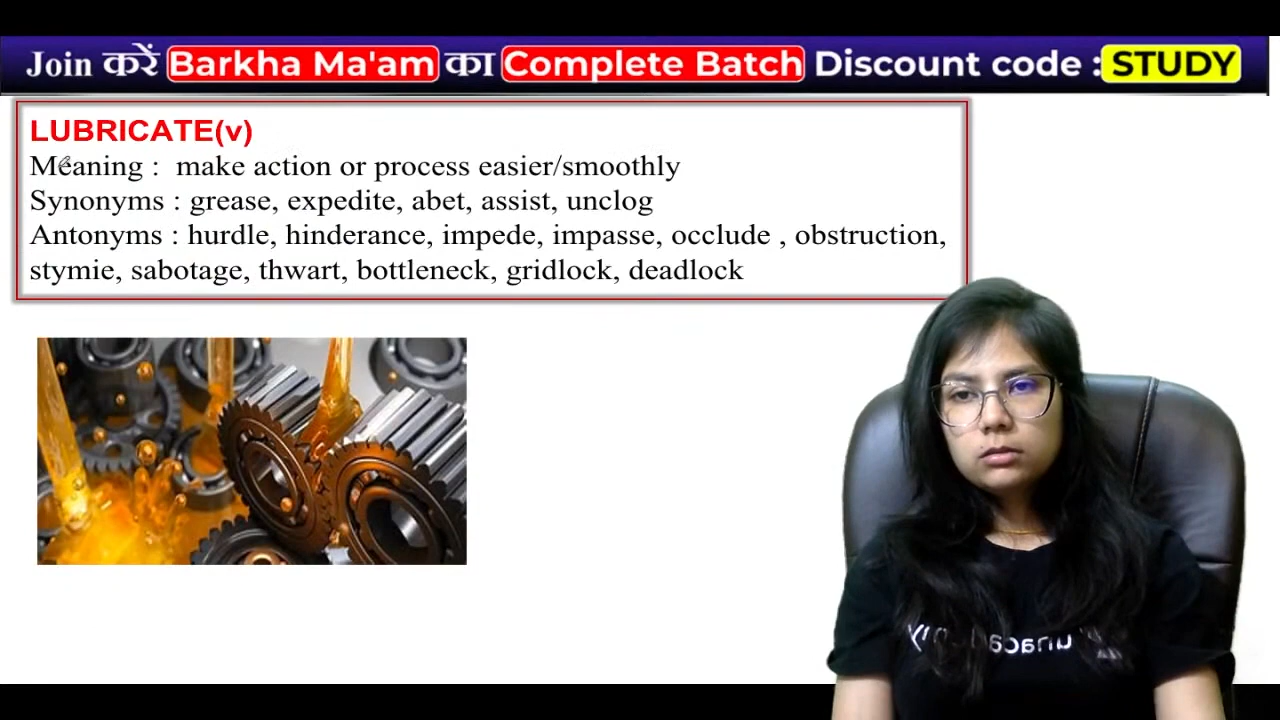 Join करें Barkha Ma'am का Complete Batch Discount code : STUDY
LUBRICATE(v)
Meaning : make action or process easier/smoothly
Synonyms : grease, expedite, abet, assist, unclog
Antonyms : hurdle, hinderance, impede, impasse, occlude , obstruction,
stymie, sabotage, thwart, bottleneck, gridlock, deadlock